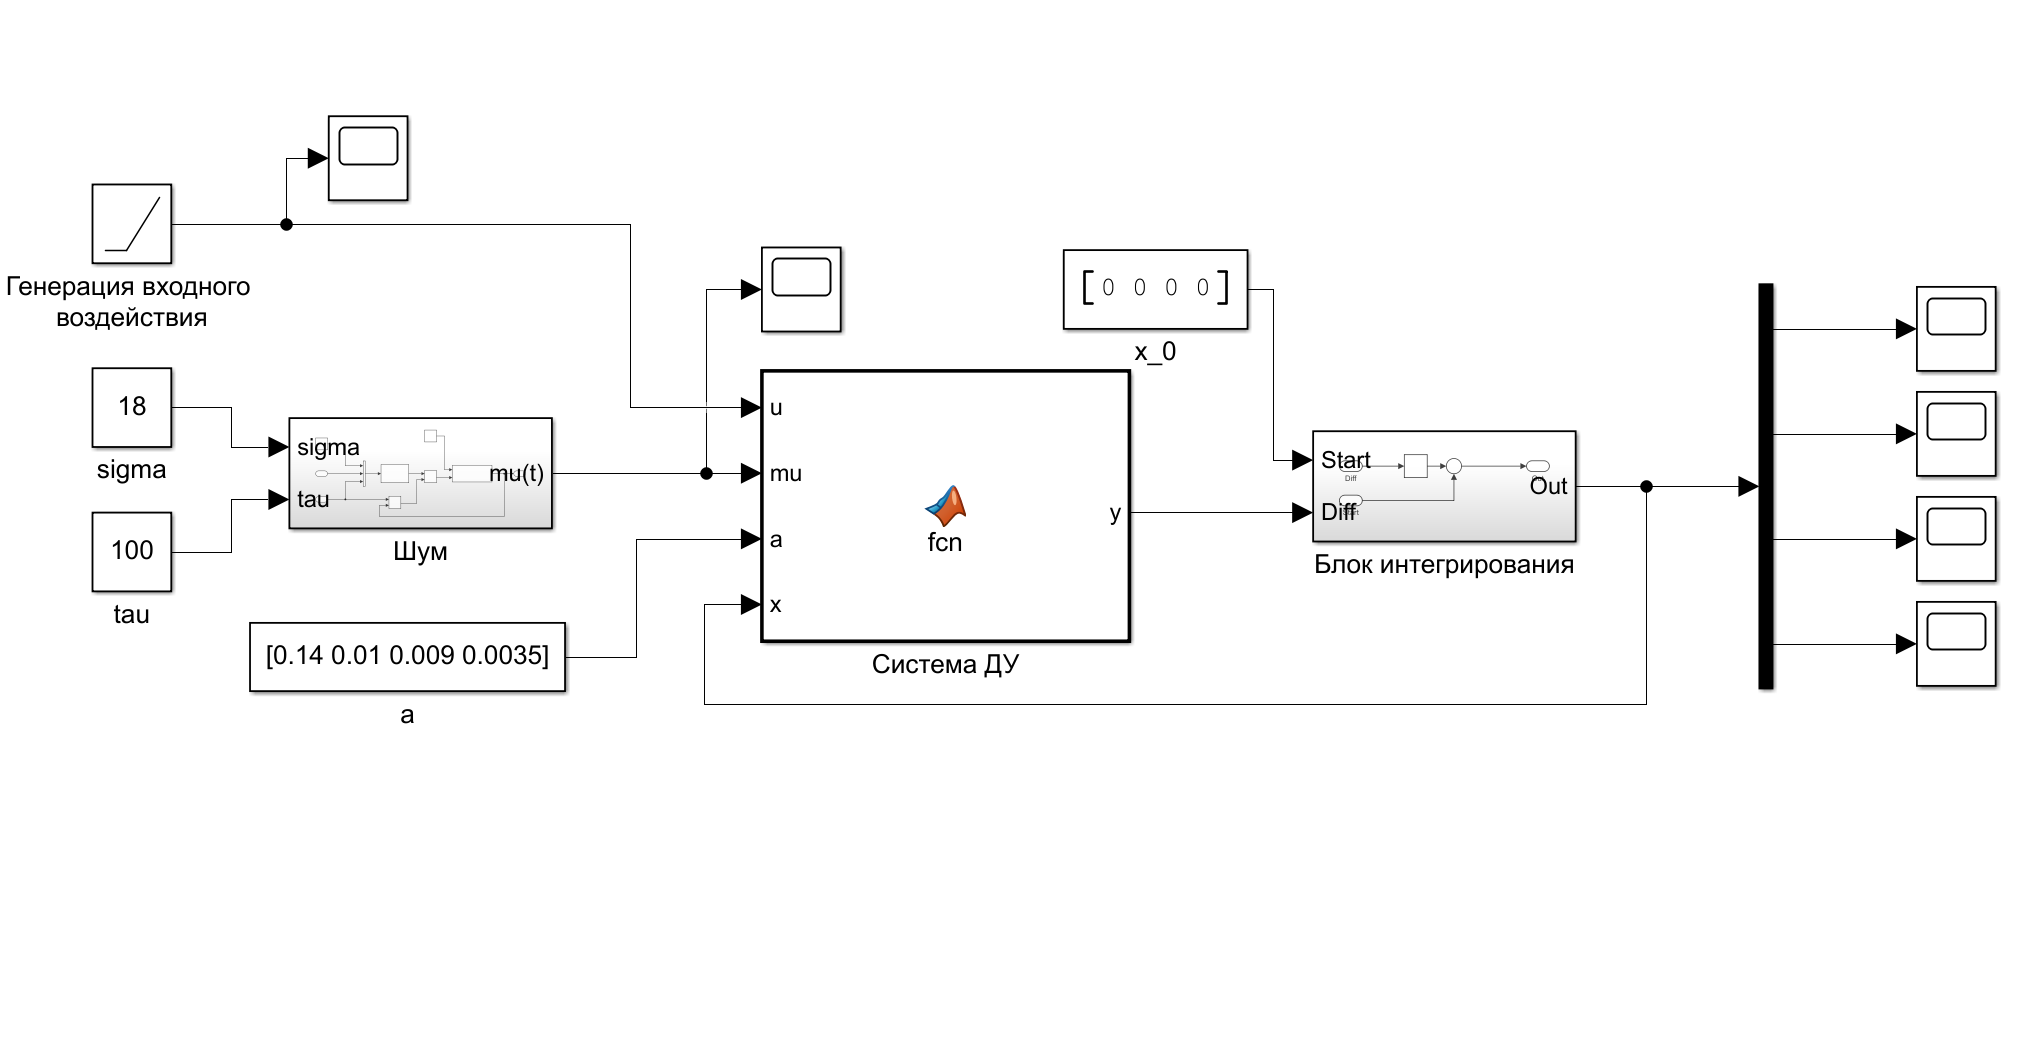 Генерация входного
воздействия
18
sigma
100
tau
sigma
tau
mu(t)
Шум
[0.14 0.01 0.009 0.0035]
a
u
mu
a
x
fcn
y
Система ДУ
[0 0 0 0]
x_0
Start
Diff
Diff
Out
Блок интегрирования